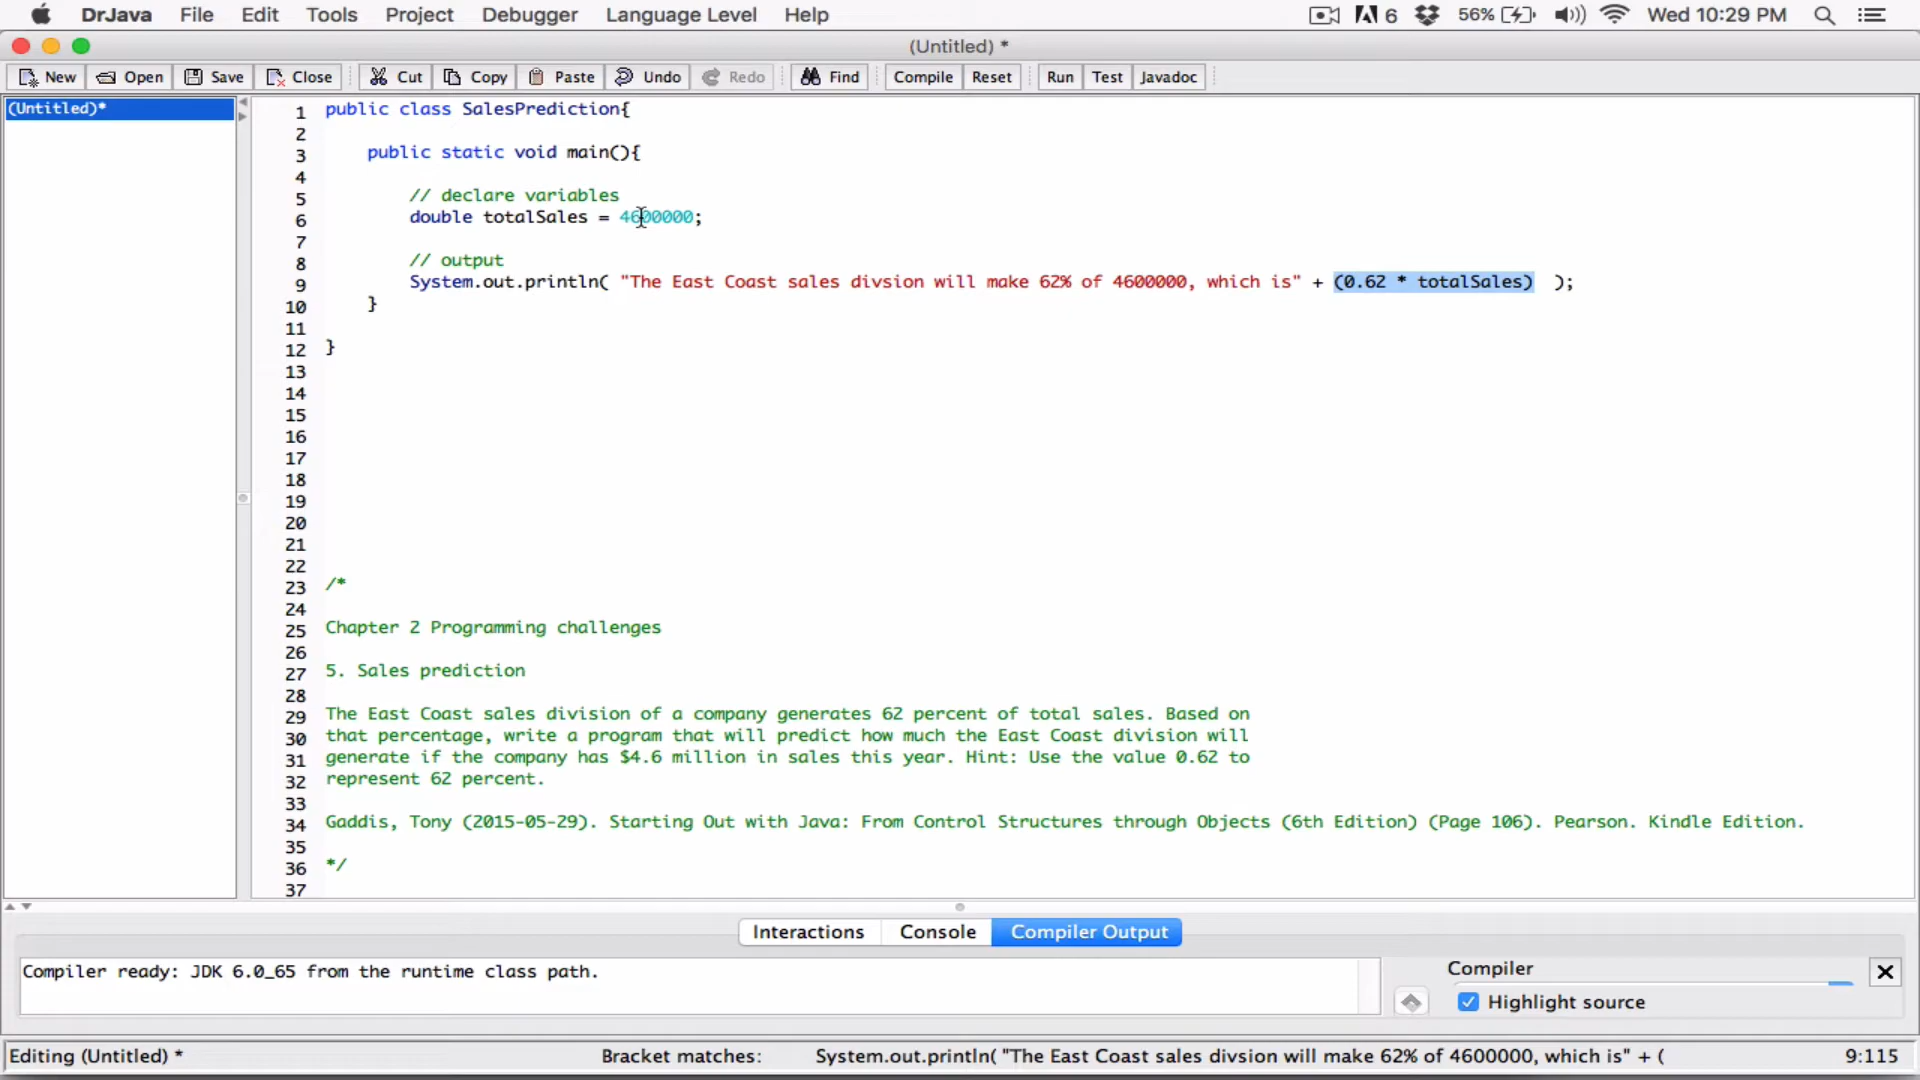 DrJava File Edit Tools Project Debugger Language Level Help 6 56% Wed 10:29 PM
(Untitled) *
New Open Save Close Cut Copy Paste Undo Redo Find Compile Reset Run Test Javadoc
(Untitled)*
1 public class SalesPrediction{
2
3 public static void main(){
4
5 // declare variables
6 double totalSales = 4600000;
7
8 // output
9 System.out.println( "The East Coast sales divsion will make 62% of 4600000, which is" + (0.62 * totalSales) );
10 }
11
12 }
13
14
15
16
17
18
19
20
21
22
23 /*
24
25 Chapter 2 Programming challenges
26
27 5. Sales prediction
28
29 The East Coast sales division of a company generates 62 percent of total sales. Based on
30 that percentage, write a program that will predict how much the East Coast division will
31 generate if the company has $4.6 million in sales this year. Hint: Use the value 0.62 to
32 represent 62 percent.
33
34 Gaddis, Tony (2015-05-29). Starting Out with Java: From Control Structures through Objects (6th Edition) (Page 106). Pearson. Kindle Edition.
35
36 */
37
Interactions Console Compiler Output
Compiler ready: JDK 6.0_65 from the runtime class path.
Compiler
Highlight source
Editing (Untitled) * Bracket matches: System.out.println( "The East Coast sales divsion will make 62% of 4600000, which is" + ( 9:115